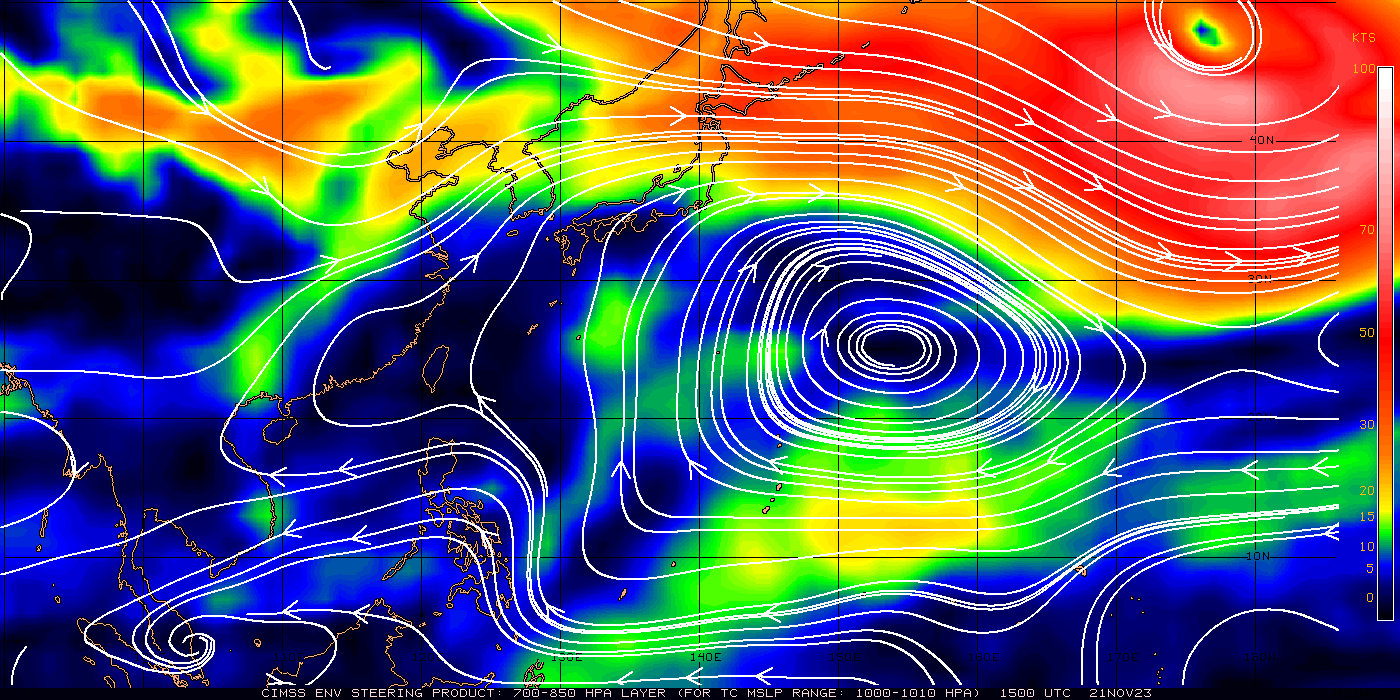 KTS
100
40N
70
30N
50
30
20
15
10
10N
5
0
130E
140E
CIMSS ENV STEERING PRODUCT: 700-850 HPA LAYER (FOR TC MSLP RANGE: 1000-1010 HPA) 1500 UTC 21NOV23